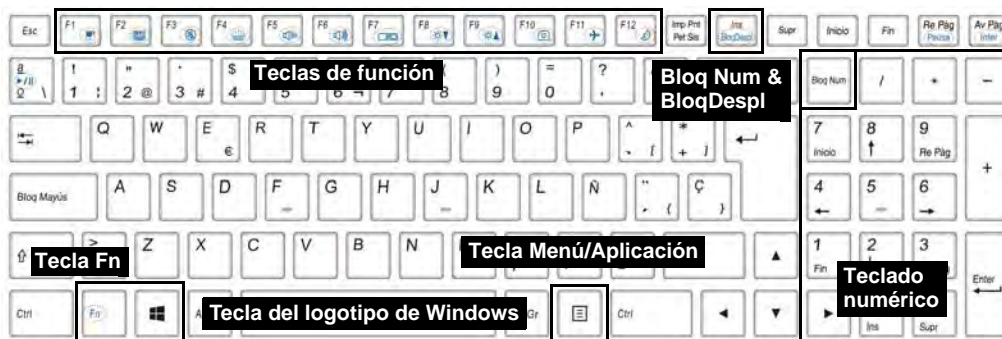 Esc F1 F2 F3 F4 F5 F6 F7 F8 F9 F10 F11 F12 Imp Pnt Ins Supr Inicio Fin Re Pág Av Pág
Pet Sis BloqDespl Pausa Inter
Teclas de función
Bloq Num &
BloqDespl
a ! " · $ ) = ? Bloq Num / * -
º \ 1 2 @ 3 # 4 5 6 ¬ 7 8 9 0 '
Q W E R T Y U I O P ^ * 7 8 9
€ ` [ + ] Inicio Re Pág
+
Bloq Mayús A S D F G H J K L Ñ ¨ Ç 4 5 6
{ }
> Z X C V B N 1 2 3
Tecla Fn
Tecla Menú/Aplicación
Fin
Teclado
numérico
Enter
Ctrl Fn
Tecla del logotipo de Windows
Gr Ctrl
Ins Supr